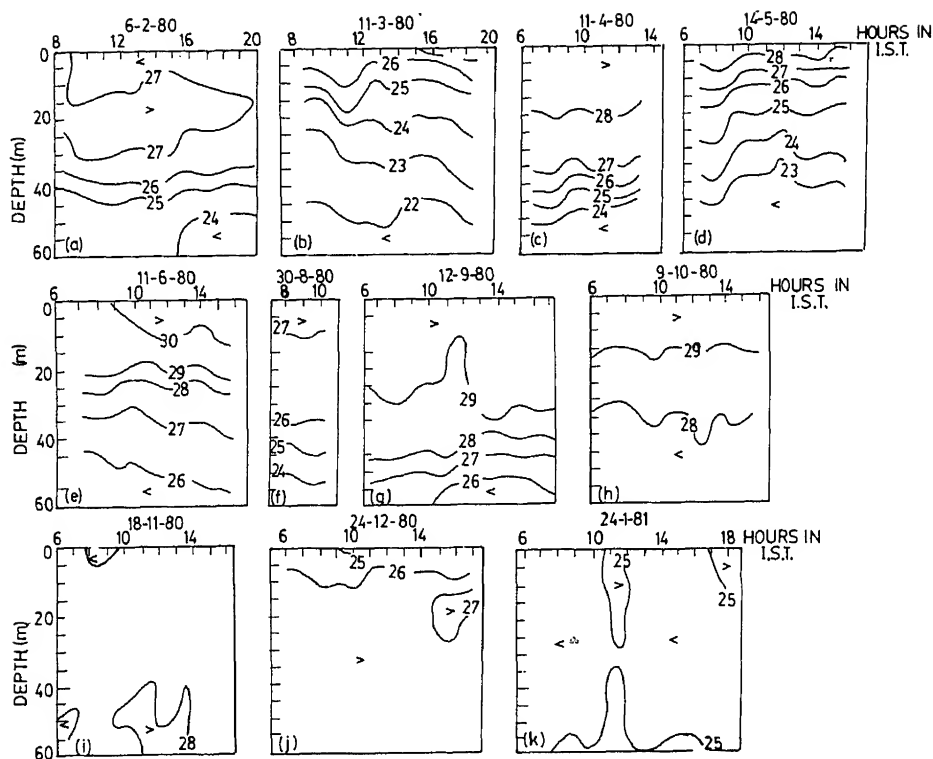 6-2-80
8 12 16 20
0
20
40
60
DEPTH (m)
27
27
26
25
24
(a)
11-3-80
8 12 16 20
26
25
24
23
22
(b)
11-4-80
8 10 12 14
28
27
26
25
24
(c)
14-5-80
8 10 14
HOURS IN
I.S.T.
28
27
26
25
24
23
(d)
11-6-80
6 10 14
0
20
40
60
DEPTH (m)
30
29
28
27
26
(e)
30-8-80
8 10
27
26
25
24
(f)
12-9-80
6 10 14
29
28
27
26
(g)
9-10-80
6 10 14
HOURS IN
I.S.T.
29
28
(h)
18-11-80
6 10 14
0
20
40
60
DEPTH (m)
28
(i)
24-12-80
6 10 14
25
26
27
(j)
24-1-81
6 10 14 18
HOURS IN
I.S.T.
25
25
25
(k)